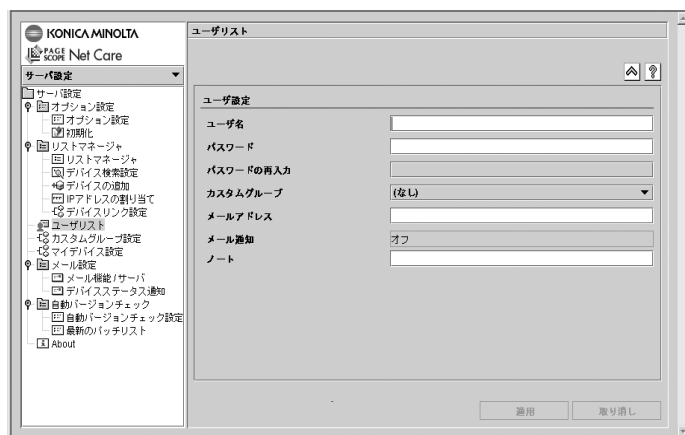 KONICA MINOLTA
PAGE SCOPE Net Care
サーバ設定
サーバ設定
オプション設定
オプション設定
初期化
リストマネージャ
リストマネージャ
デバイス検索設定
デバイスの追加
IPアドレスの割り当て
デバイスリンク設定
ユーザリスト
カスタムグループ設定
マイデバイス設定
メール設定
メール機能/サーバ
デバイスステータス通知
自動バージョンチェック
自動バージョンチェック設定
最新のパッチリスト
About
ユーザリスト
ユーザ設定
ユーザ名
パスワード
パスワードの再入力
カスタムグループ
(なし)
メールアドレス
メール通知
オフ
ノート
適用
取り消し